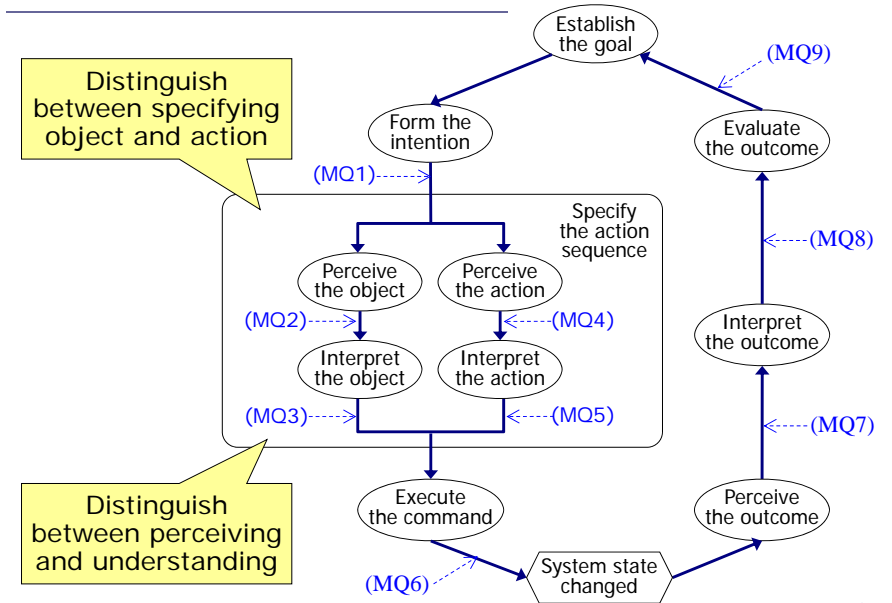 Establish
the goal
(MQ9)
Distinguish
between specifying
object and action
Form the
intention
Evaluate
the outcome
(MQ1)
Specify
the action
sequence
(MQ8)
Perceive
the object
Perceive
the action
(MQ2)
(MQ4)
Interpret
the outcome
Interpret
the object
Interpret
the action
(MQ3)
(MQ5)
(MQ7)
Distinguish
between perceiving
and understanding
Execute
the command
Perceive
the outcome
(MQ6)
System state
changed